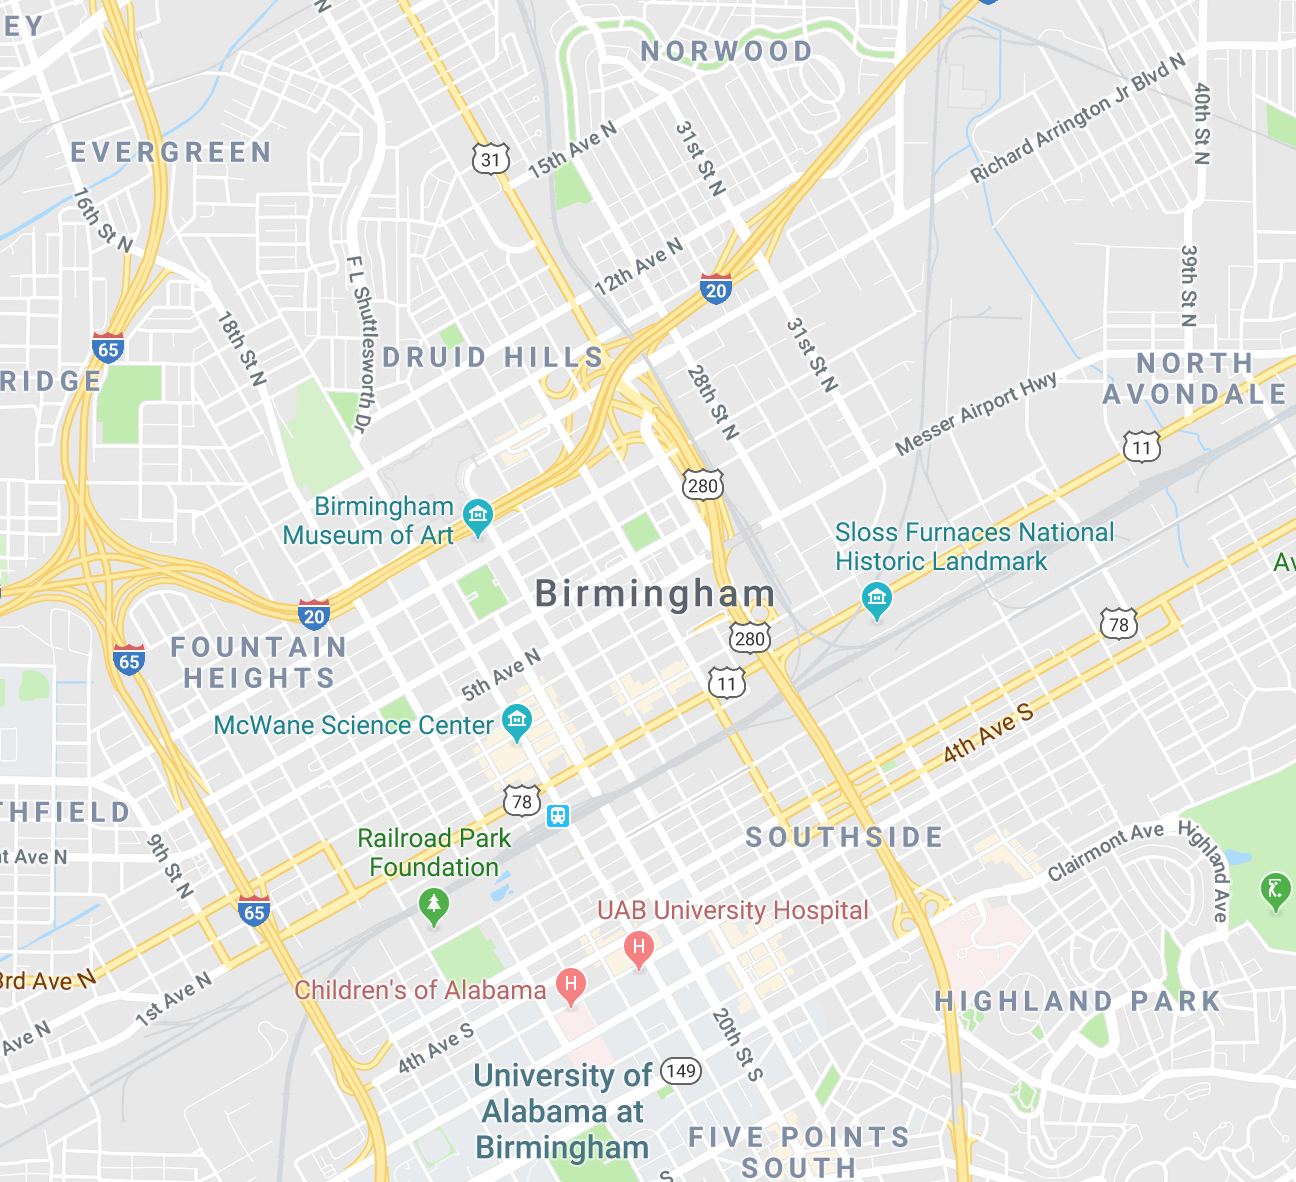 EY
N
NORWOOD
EVERGREEN
31
15th Ave N
31st St N
Richard Arrington Jr Blvd N
40th St N
16th St N
12th Ave N
20
F L Shuttlesworth Dr
39th St N
65
18th St N
DRUID HILLS
31st St N
RIDGE
28th St N
Messer Airport Hwy
NORTH
AVONDALE
11
280
Birmingham
Museum of Art
Sloss Furnaces National
Historic Landmark
Av
Birmingham
20
78
280
FOUNTAIN
HEIGHTS
65
5th Ave N
11
McWane Science Center
4th Ave S
78
THFIELD
Railroad Park
Foundation
SOUTHSIDE
Clairmont Ave
Highland Ave
nt Ave N
9th St N
65
UAB University Hospital
H
3rd Ave N
1st Ave N
Children's of Alabama
H
HIGHLAND PARK
Ave N
4th Ave S
20th St S
University of
Alabama at
Birmingham
149
FIVE POINTS
SOUTH
S